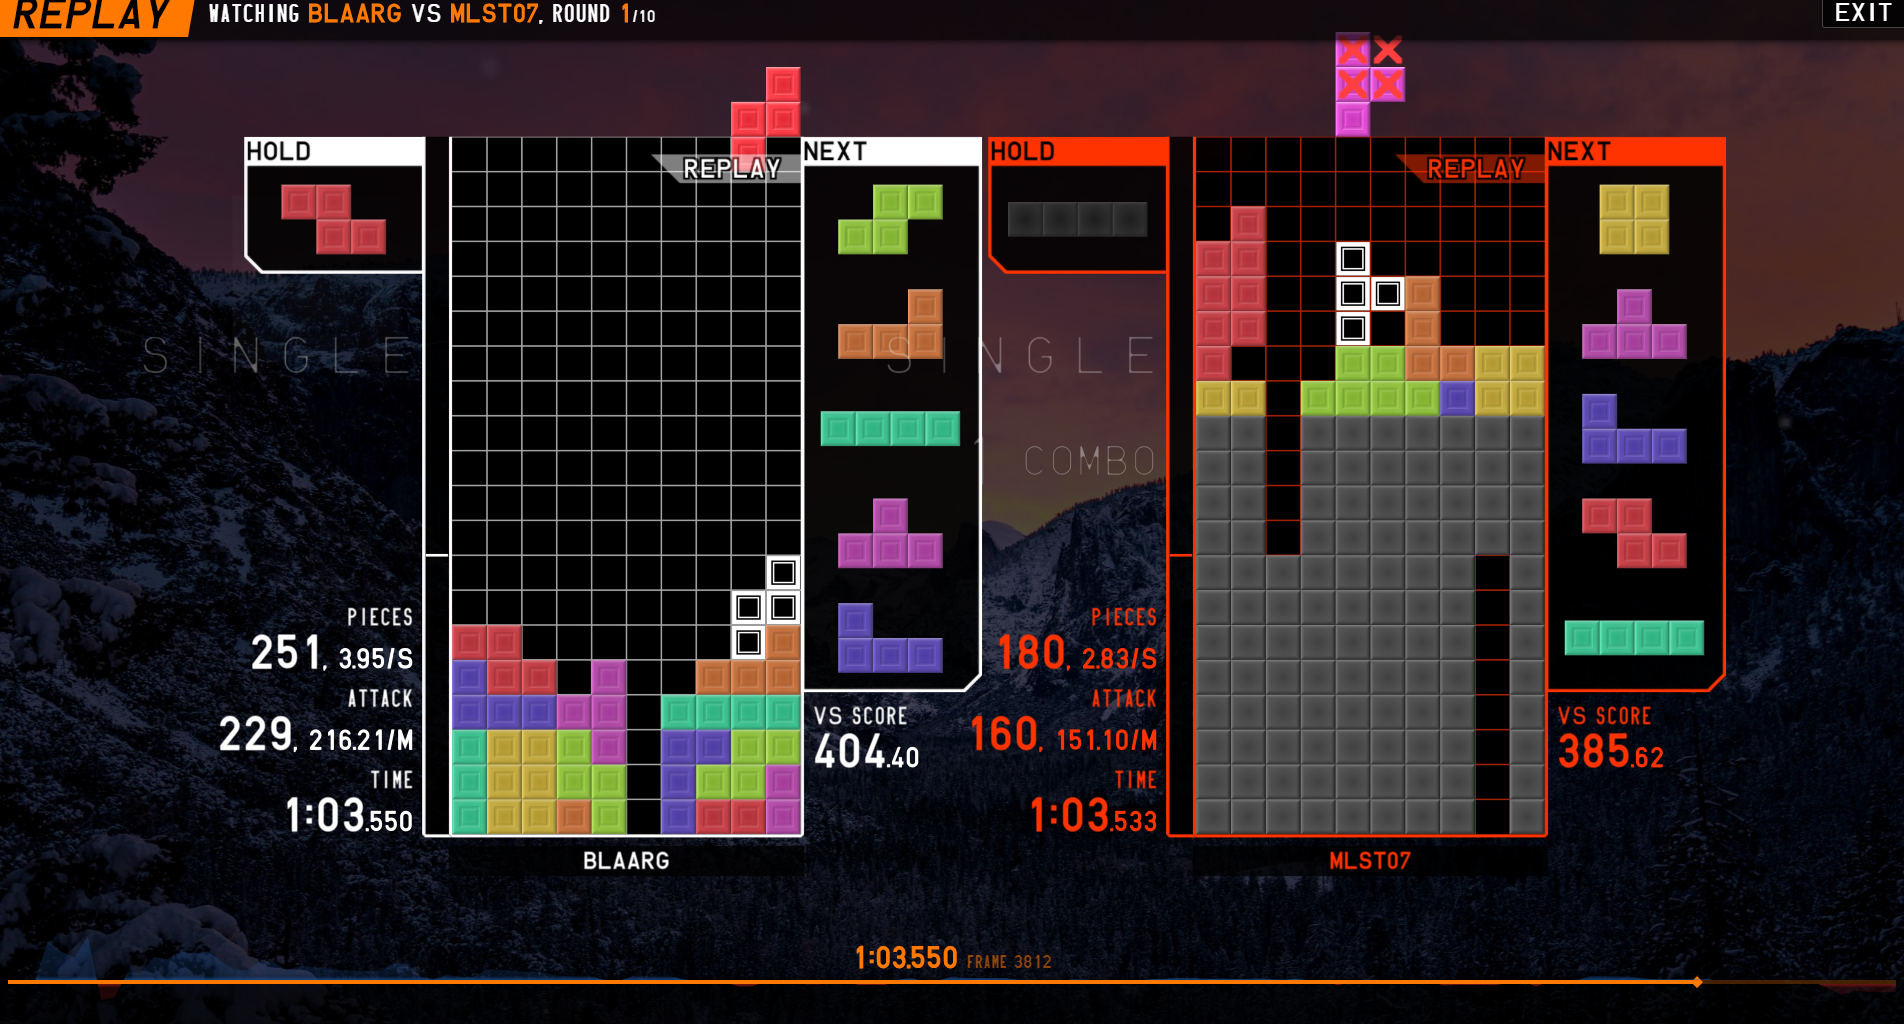 REPLAY WATCHING BLAARG VS MLST07, ROUND 1/10 EXIT
HOLD
REPLAY
NEXT
SINGLE
PIECES
251, 3.95/S
ATTACK
229, 216.21/M
TIME
1:03.550
VS SCORE
404.40
BLAARG
HOLD
REPLAY
NEXT
SINGLE
1 COMBO
PIECES
180, 2.83/S
ATTACK
160, 151.10/M
TIME
1:03.533
VS SCORE
385.62
MLST07
1:03.550 FRAME 3812